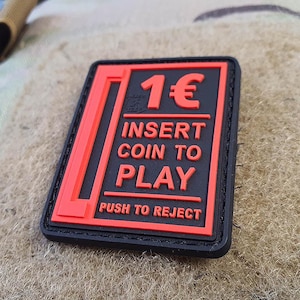 1€
INSERT
COIN TO
PLAY
PUSH TO REJECT